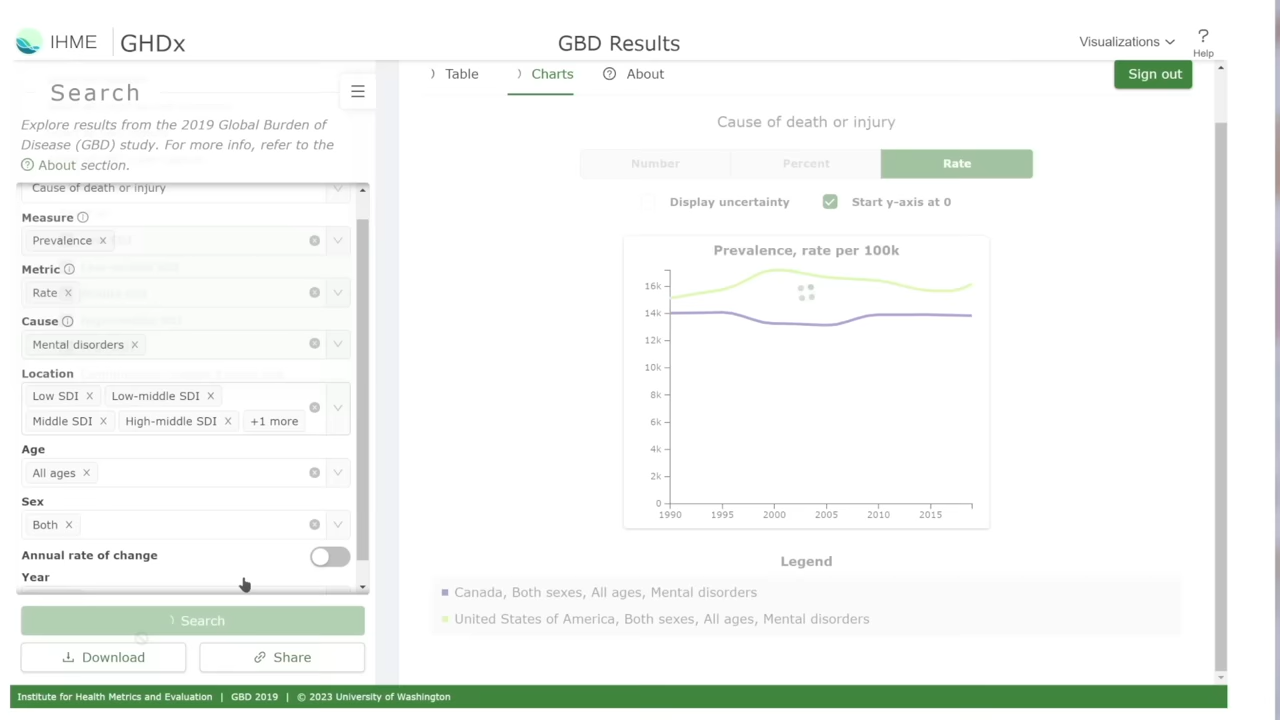 IHME
GHDx
GBD Results
Visualizations
?
Help
Search
Explore results from the 2019 Global Burden of
Disease (GBD) study. For more info, refer to the
About section.
Cause of death or injury
Measure
Prevalence
Metric
Rate
Cause
Mental disorders
Location
Low SDI
Low-middle SDI
Middle SDI
High-middle SDI
+1 more
Age
All ages
Sex
Both
Annual rate of change
Year
Search
Download
Share
Table
Charts
About
Sign out
Cause of death or injury
Number
Percent
Rate
Display uncertainty
Start y-axis at 0
Prevalence, rate per 100k
16k
14k
12k
10k
8k
6k
4k
2k
0
1990 1995 2000 2005 2010 2015
Legend
Canada, Both sexes, All ages, Mental disorders
United States of America, Both sexes, All ages, Mental disorders
Institute for Health Metrics and Evaluation | GBD 2019 | © 2023 University of Washington